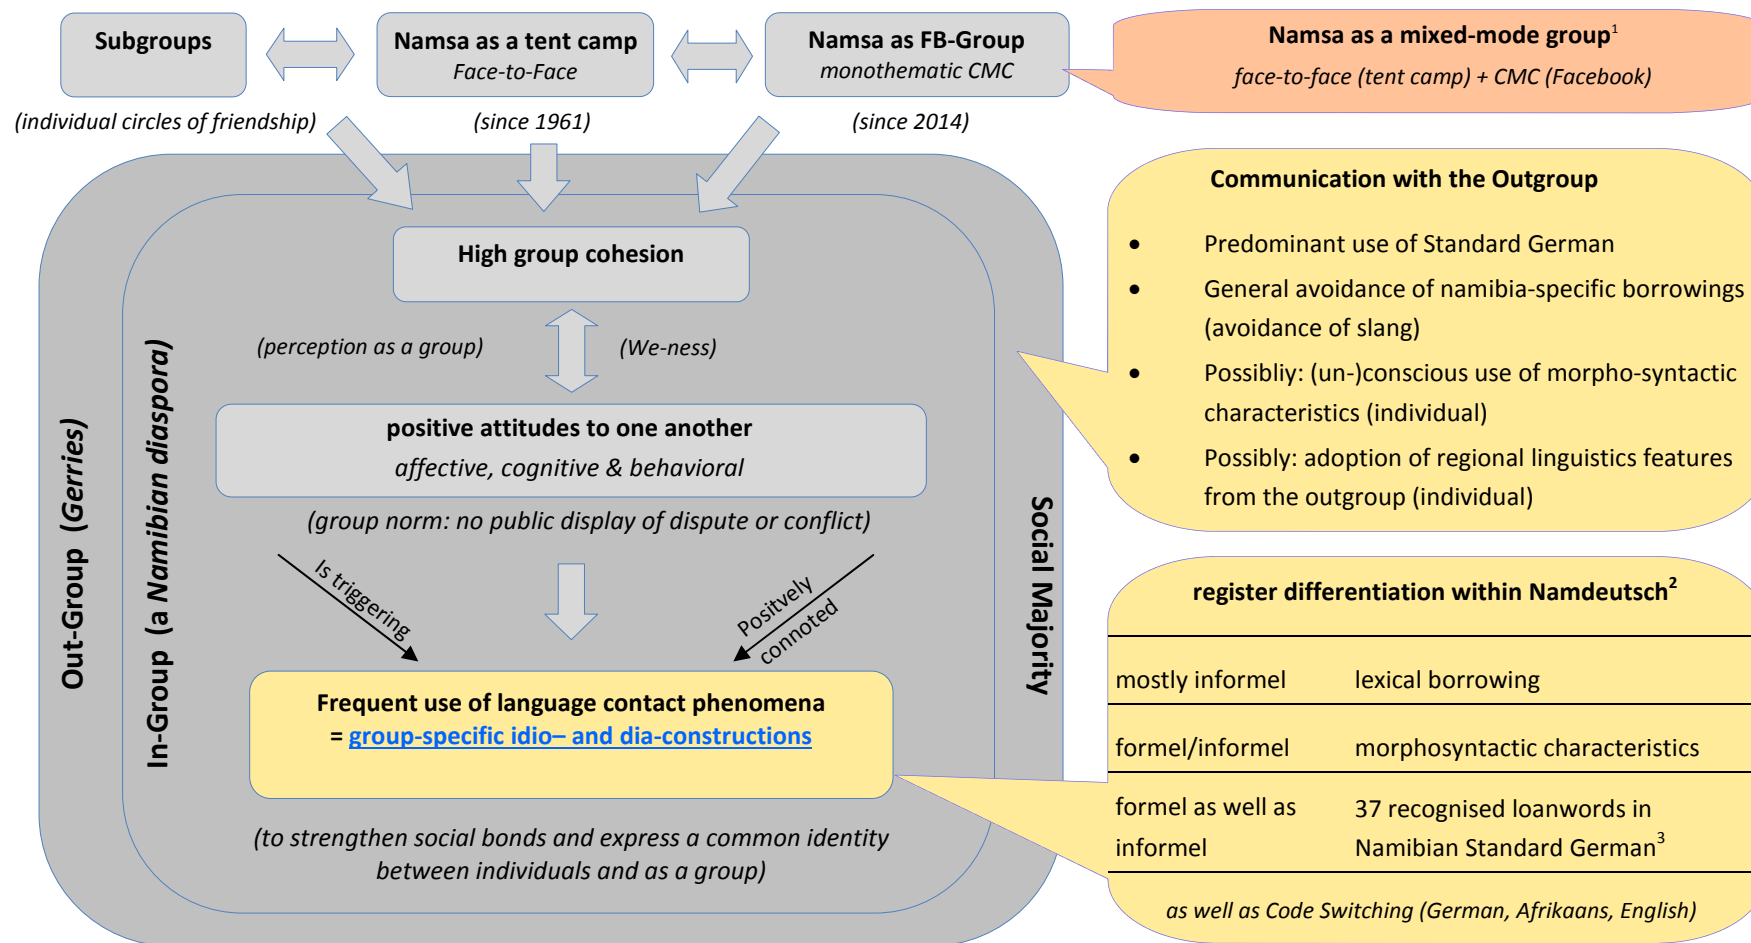 Subgroups
Namsa as a tent camp
Face-to-Face
Namsa as FB-Group
monothematic CMC
Namsa as a mixed-mode group¹
face-to-face (tent camp) + CMC (Facebook)
(individual circles of friendship)
(since 1961)
(since 2014)
Out-Group (Gerries)
In-Group (a Namibian diaspora)
Social Majority
High group cohesion
(perception as a group)
(We-ness)
positive attitudes to one another
affective, cognitive & behavioral
(group norm: no public display of dispute or conflict)
Is triggering
Positvely
connoted
Frequent use of language contact phenomena
= group-specific idio– and dia-constructions
(to strengthen social bonds and express a common identity
between individuals and as a group)
Communication with the Outgroup
• Predominant use of Standard German
• General avoidance of namibia-specific borrowings
(avoidance of slang)
• Possibliy: (un-)conscious use of morpho-syntactic
characteristics (individual)
• Possibly: adoption of regional linguistics features
from the outgroup (individual)
register differentiation within Namdeutsch²
mostly informel lexical borrowing
formel/informel morphosyntactic characteristics
formel as well as 37 recognised loanwords in
informel Namibian Standard German³
as well as Code Switching (German, Afrikaans, English)